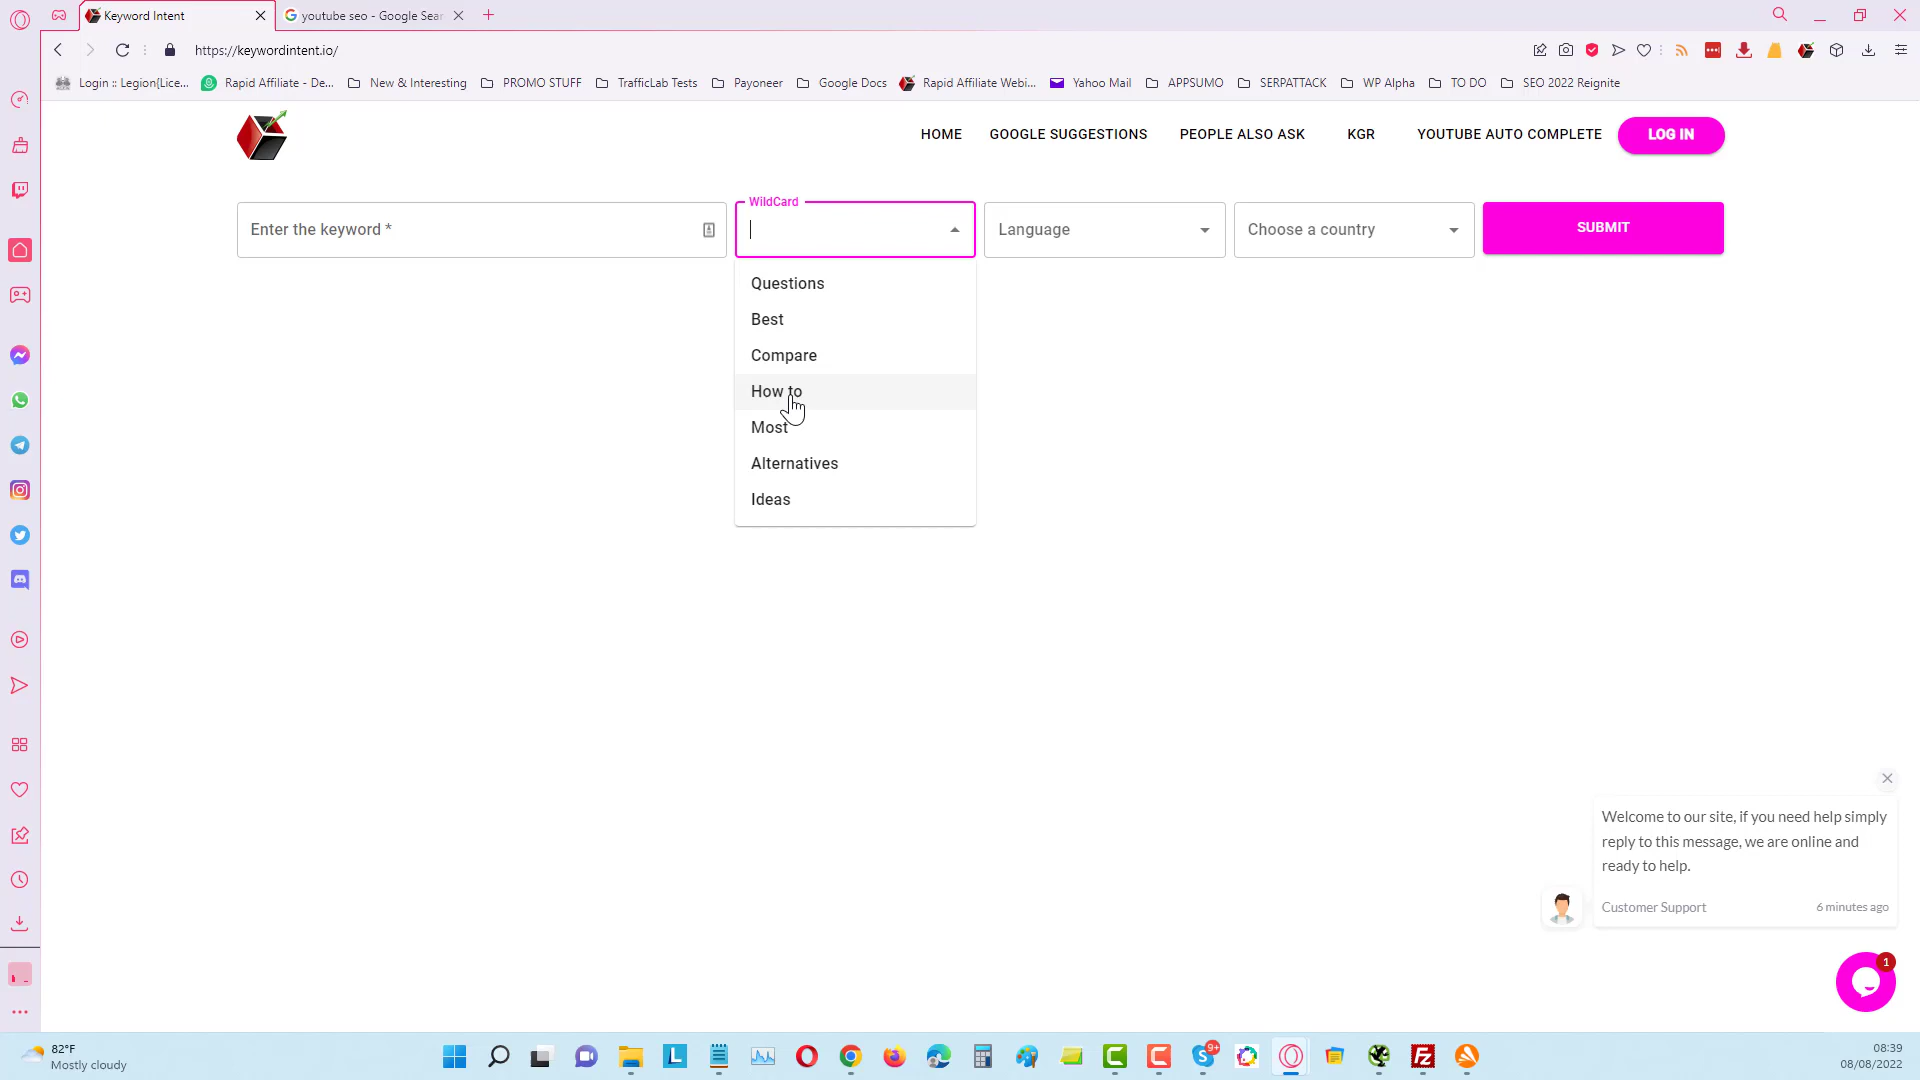 Keyword Intent
youtube seo - Google Sear
https://keywordintent.io/
Login :: Legion{Lice...
Rapid Affiliate - De...
New & Interesting
PROMO STUFF
TrafficLab Tests
Payoneer
Google Docs
Rapid Affiliate Webi...
Yahoo Mail
APPSUMO
SERPATTACK
WP Alpha
TO DO
SEO 2022 Reignite
HOME
GOOGLE SUGGESTIONS
PEOPLE ALSO ASK
KGR
YOUTUBE AUTO COMPLETE
LOG IN
Enter the keyword *
WildCard
Language
Choose a country
SUBMIT
Questions
Best
Compare
How to
Most
Alternatives
Ideas
Welcome to our site, if you need help simply
reply to this message, we are online and
ready to help.
Customer Support
6 minutes ago
1
82°F
Mostly cloudy
L
9+
Fz
08:39
08/08/2022